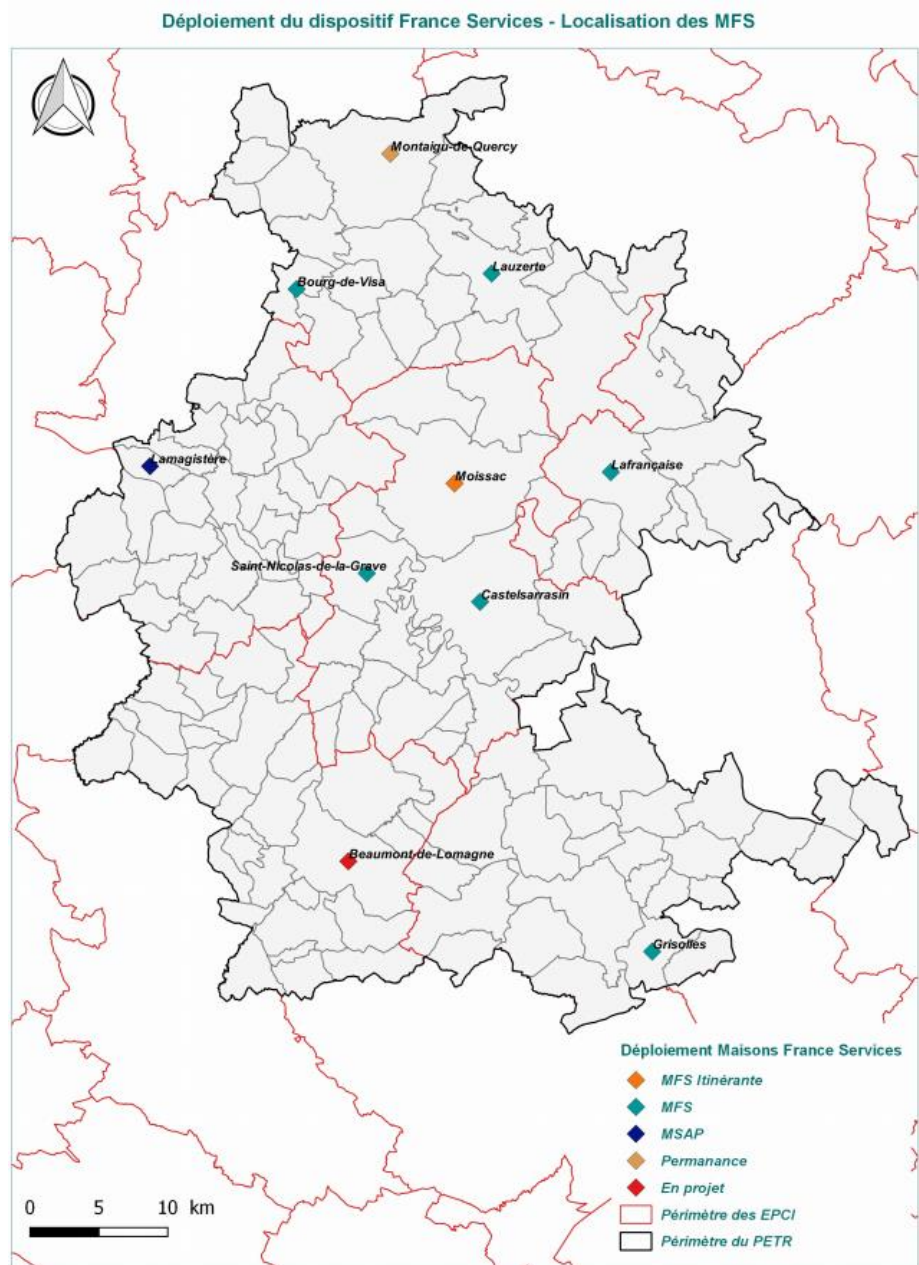 Déploiement du dispositif France Services - Localisation des MFS
Montaigu-de-Quercy
Lauzerte
Bourg-de-Visa
Lamagistère
Lafrançaise
Moissac
Saint-Nicolas-de-la-Grave
Castelsarrasin
Beaumont-de-Lomagne
Grisolles
Déploiement Maisons France Services
MFS Itinérante
MFS
MSAP
Permanance
En projet
Périmètre des EPCI
Périmètre du PETR
0 5 10 km